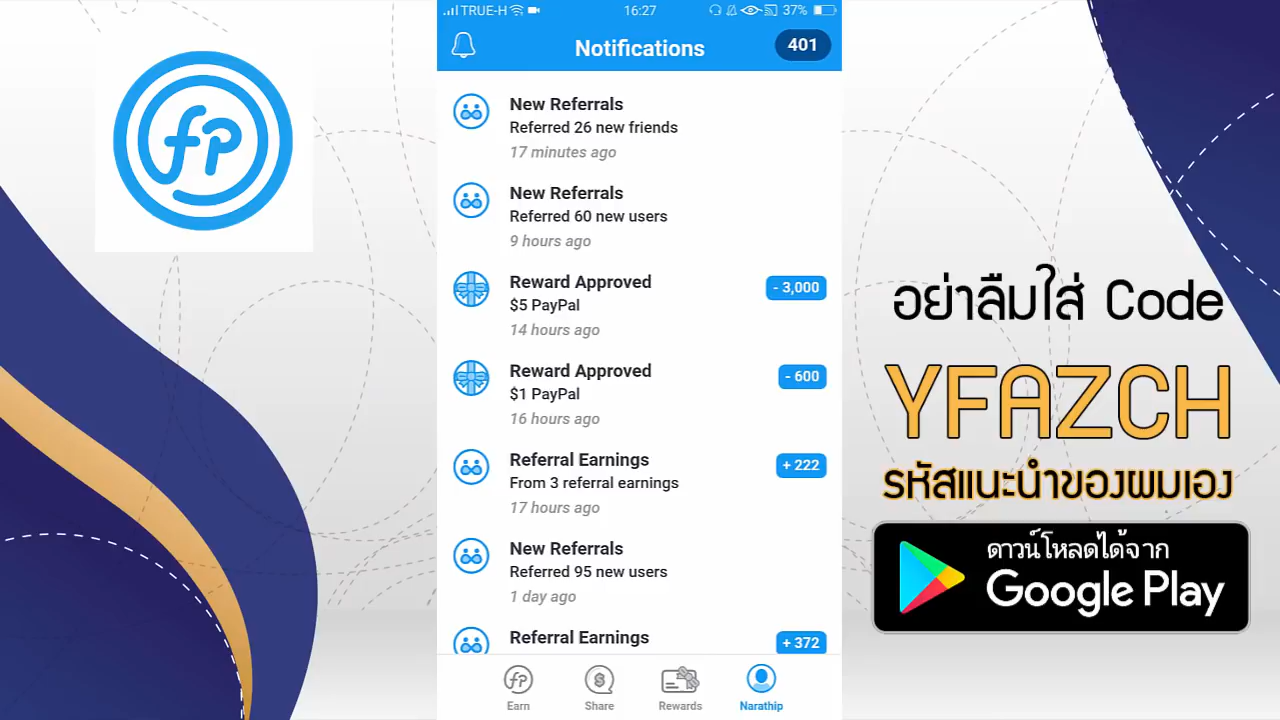 fp
TRUE-H
16:27
37%
Notifications
401
New Referrals
Referred 26 new friends
17 minutes ago
New Referrals
Referred 60 new users
9 hours ago
Reward Approved
- 3,000
$5 PayPal
14 hours ago
Reward Approved
- 600
$1 PayPal
16 hours ago
Referral Earnings
+ 222
From 3 referral earnings
17 hours ago
New Referrals
Referred 95 new users
1 day ago
Referral Earnings
+ 372
fp
Earn
Share
Rewards
Narathip
อย่าลืมใส่ Code
YFAZCH
รหัสแนะนำของผมเอง
ดาวน์โหลดได้จาก
Google Play